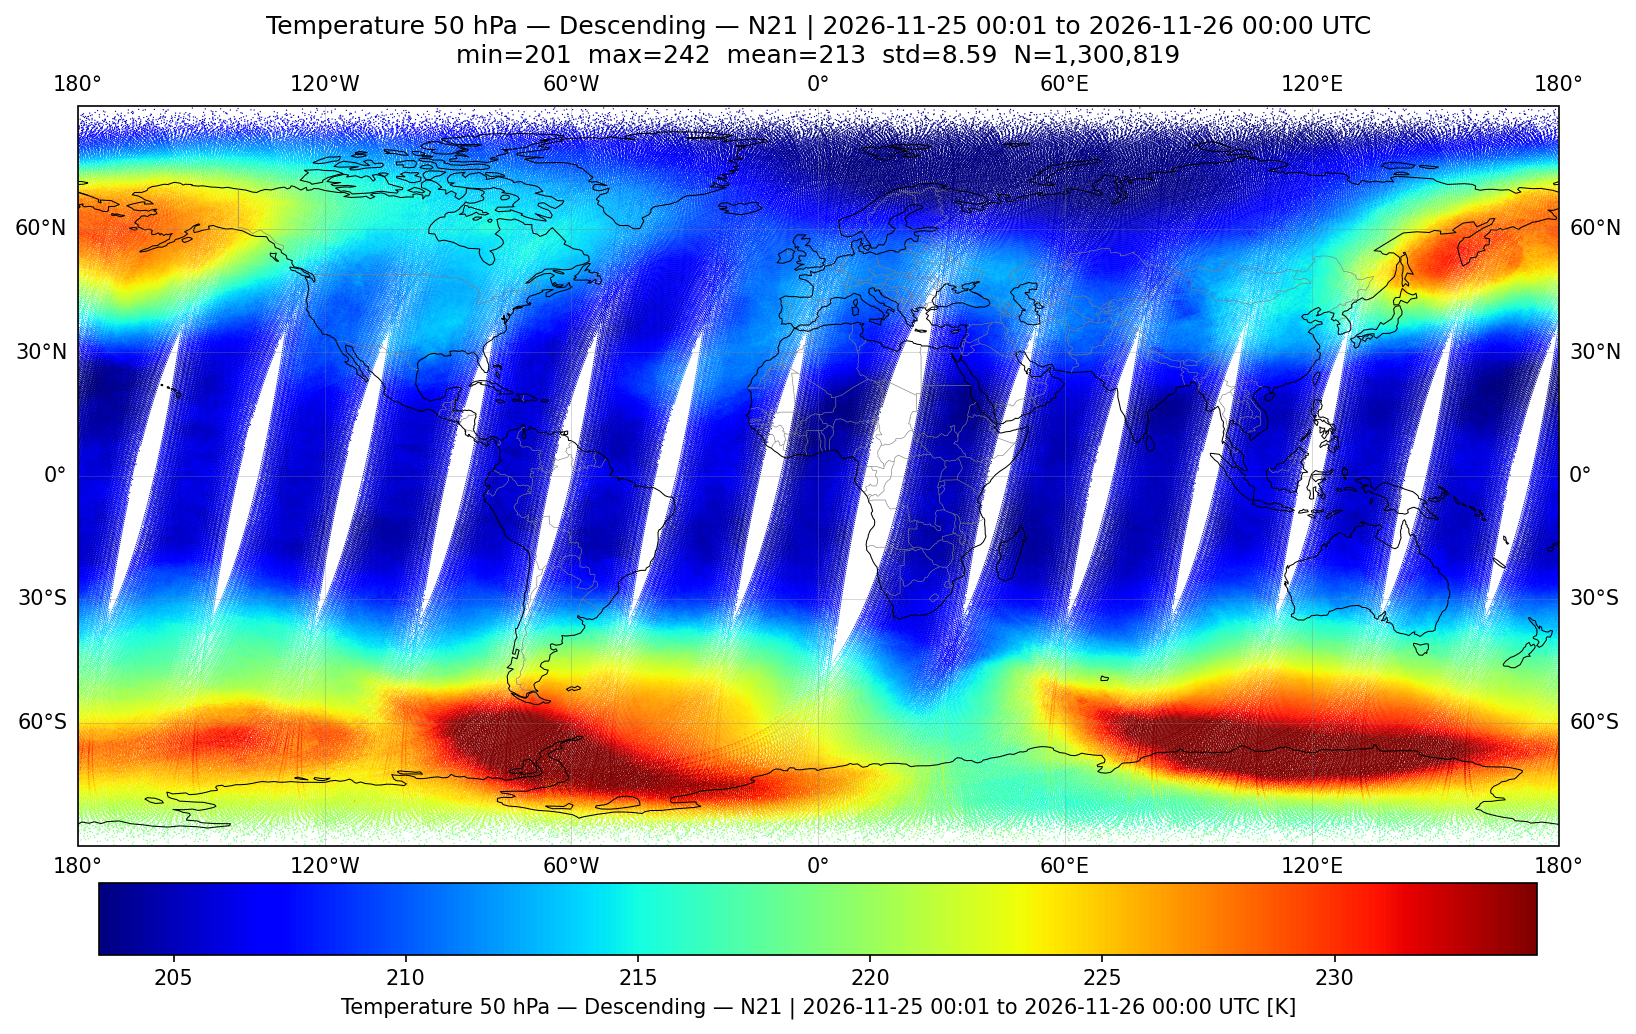 Temperature 50 hPa — Descending — N21 | 2026-11-25 00:01 to 2026-11-26 00:00 UTC
min=201  max=242  mean=213  std=8.59  N=1,300,819
180° 120°W 60°W 0° 60°E 120°E 180°
60°N 60°N
30°N 30°N
0° 0°
30°S 30°S
60°S 60°S
180° 120°W 60°W 0° 60°E 120°E 180°
205 210 215 220 225 230
Temperature 50 hPa — Descending — N21 | 2026-11-25 00:01 to 2026-11-26 00:00 UTC [K]